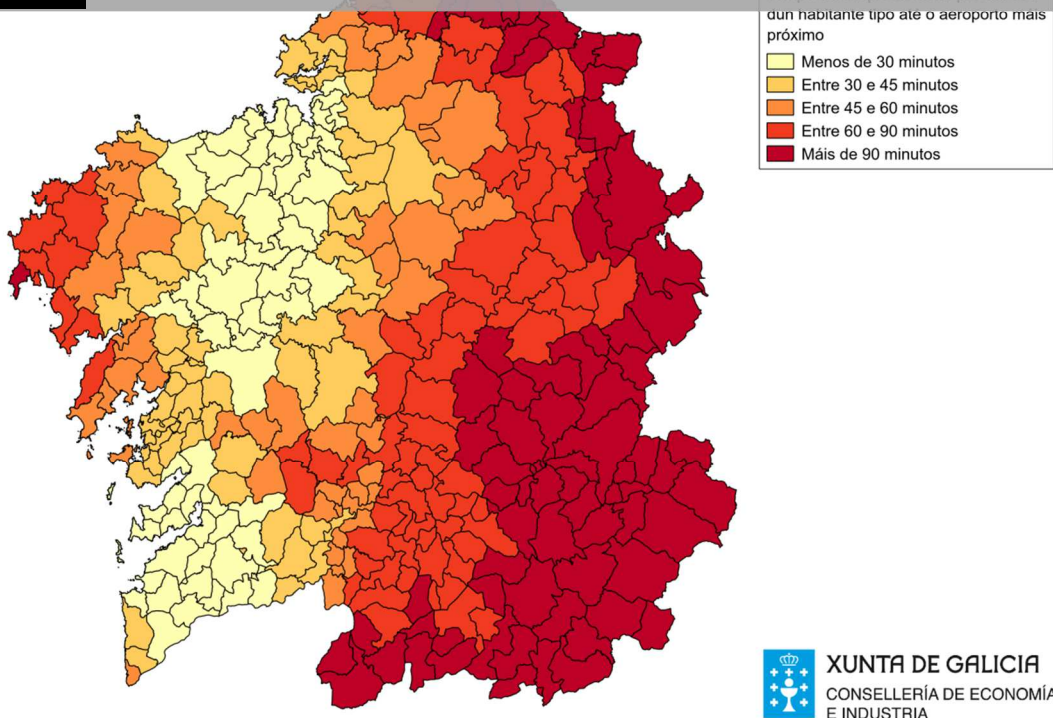 dun habitante tipo até o aeroporto máis
próximo
Menos de 30 minutos
Entre 30 e 45 minutos
Entre 45 e 60 minutos
Entre 60 e 90 minutos
Máis de 90 minutos
XUNTA DE GALICIA
CONSELLERÍA DE ECONOMÍA
E INDUSTRIA